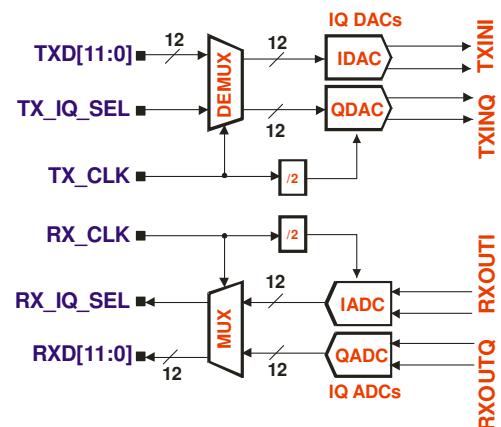 IQ DACs
TXD[11:0]
12
12
IDAC
TXINI
DEMUX
TX_IQ_SEL
12
QDAC
TXINQ
TX_CLK
/2
RX_CLK
/2
RXOUTI
12
RX_IQ_SEL
MUX
IADC
RXD[11:0]
12
12
QADC
RXOUTQ
IQ ADCs